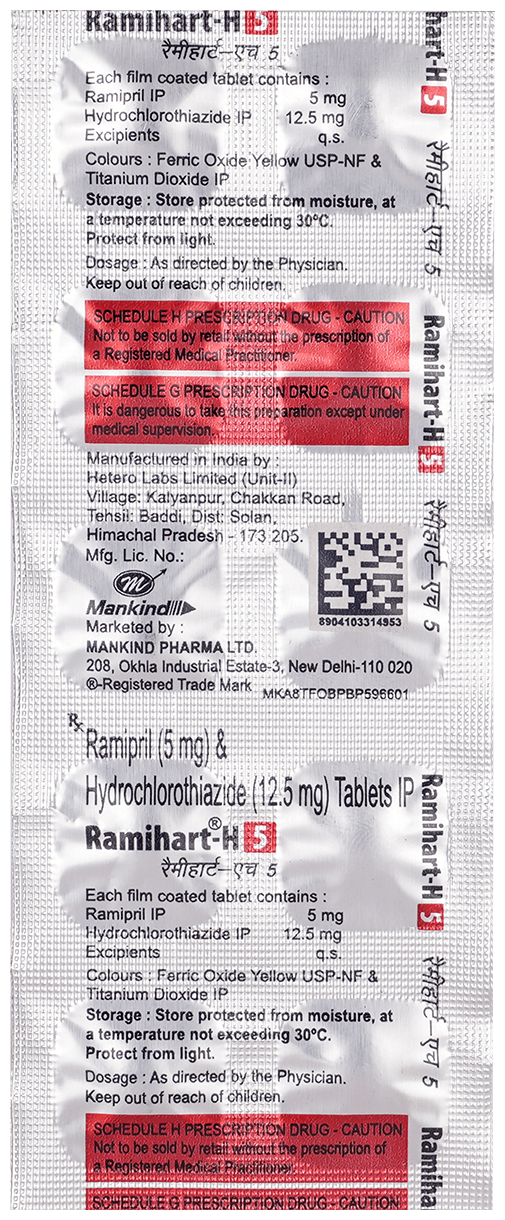 Ramihart-H 5
रैमीहार्ट–एच 5
Each film coated tablet contains :
Ramipril IP 5 mg
Hydrochlorothiazide IP 12.5 mg
Excipients q.s.
Colours : Ferric Oxide Yellow USP-NF &
Titanium Dioxide IP
Storage : Store protected from moisture, at
a temperature not exceeding 30ºC.
Protect from light.
Dosage : As directed by the Physician.
Keep out of reach of children.
SCHEDULE H PRESCRIPTION DRUG - CAUTION
Not to be sold by retail without the prescription of
a Registered Medical Practitioner.
SCHEDULE G PRESCRIPTION DRUG - CAUTION
It is dangerous to take this preparation except under
medical supervision.
Manufactured in India by :
Hetero Labs Limited (Unit-II)
Village: Kalyanpur, Chakkan Road,
Tehsil: Baddi, Dist: Solan,
Himachal Pradesh - 173 205.
Mfg. Lic. No.:
m
Mankind
8904103314953
Marketed by :
MANKIND PHARMA LTD.
208, Okhla Industrial Estate-3, New Delhi-110 020
®-Registered Trade Mark MKA8TFOBPBP596601
Rx
Ramipril (5 mg) &
Hydrochlorothiazide (12.5 mg) Tablets IP
Ramihart®-H 5
रैमीहार्ट–एच 5
Each film coated tablet contains :
Ramipril IP 5 mg
Hydrochlorothiazide IP 12.5 mg
Excipients q.s.
Colours : Ferric Oxide Yellow USP-NF &
Titanium Dioxide IP
Storage : Store protected from moisture, at
a temperature not exceeding 30ºC.
Protect from light.
Dosage : As directed by the Physician.
Keep out of reach of children.
SCHEDULE H PRESCRIPTION DRUG - CAUTION
Not to be sold by retail without the prescription of
a Registered Medical Practitioner.
SCHEDULE G PRESCRIPTION DRUG - CAUTION
hart-H 5
रैमीहार्ट–एच 5
Ramihart-H 5
रैमीहार्ट–एच 5
Ramihart-H 5
रैमीहार्ट–एच 5
Ramiha